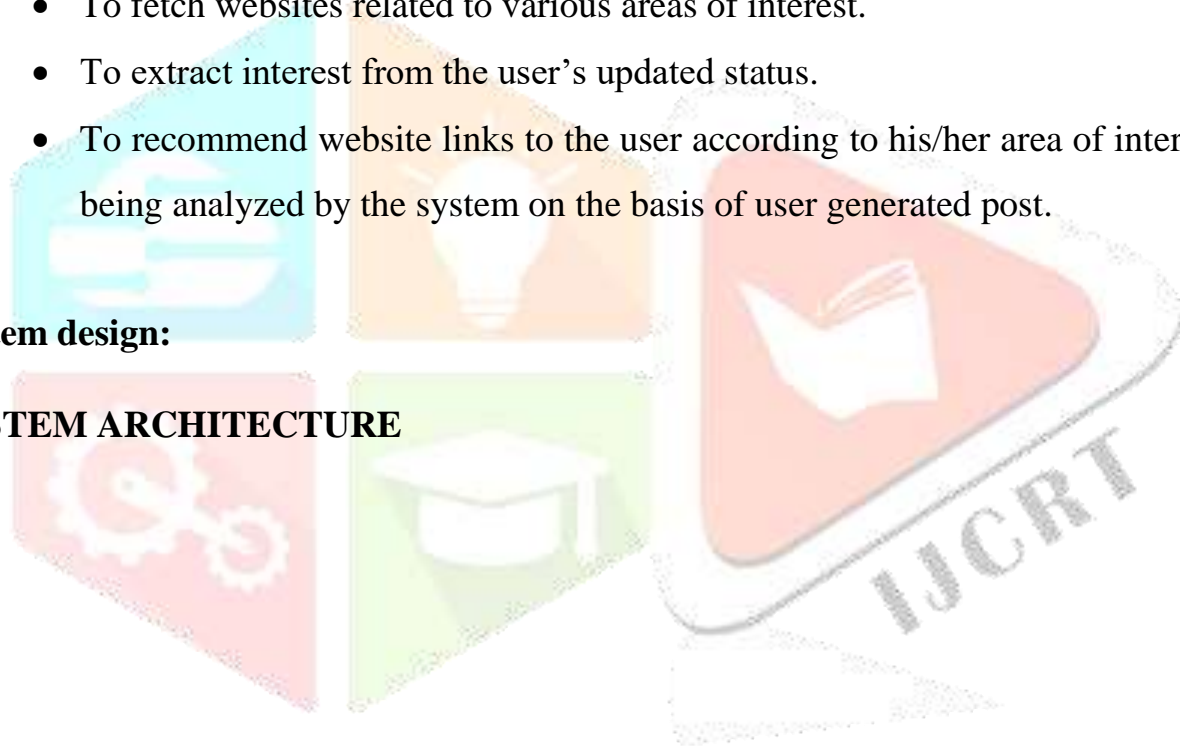 • To fetch websites related to various areas of interest.
• To extract interest from the user’s updated status.
• To recommend website links to the user according to his/her area of inter
being analyzed by the system on the basis of user generated post.
tem design:
STEM ARCHITECTURE
IJCRT